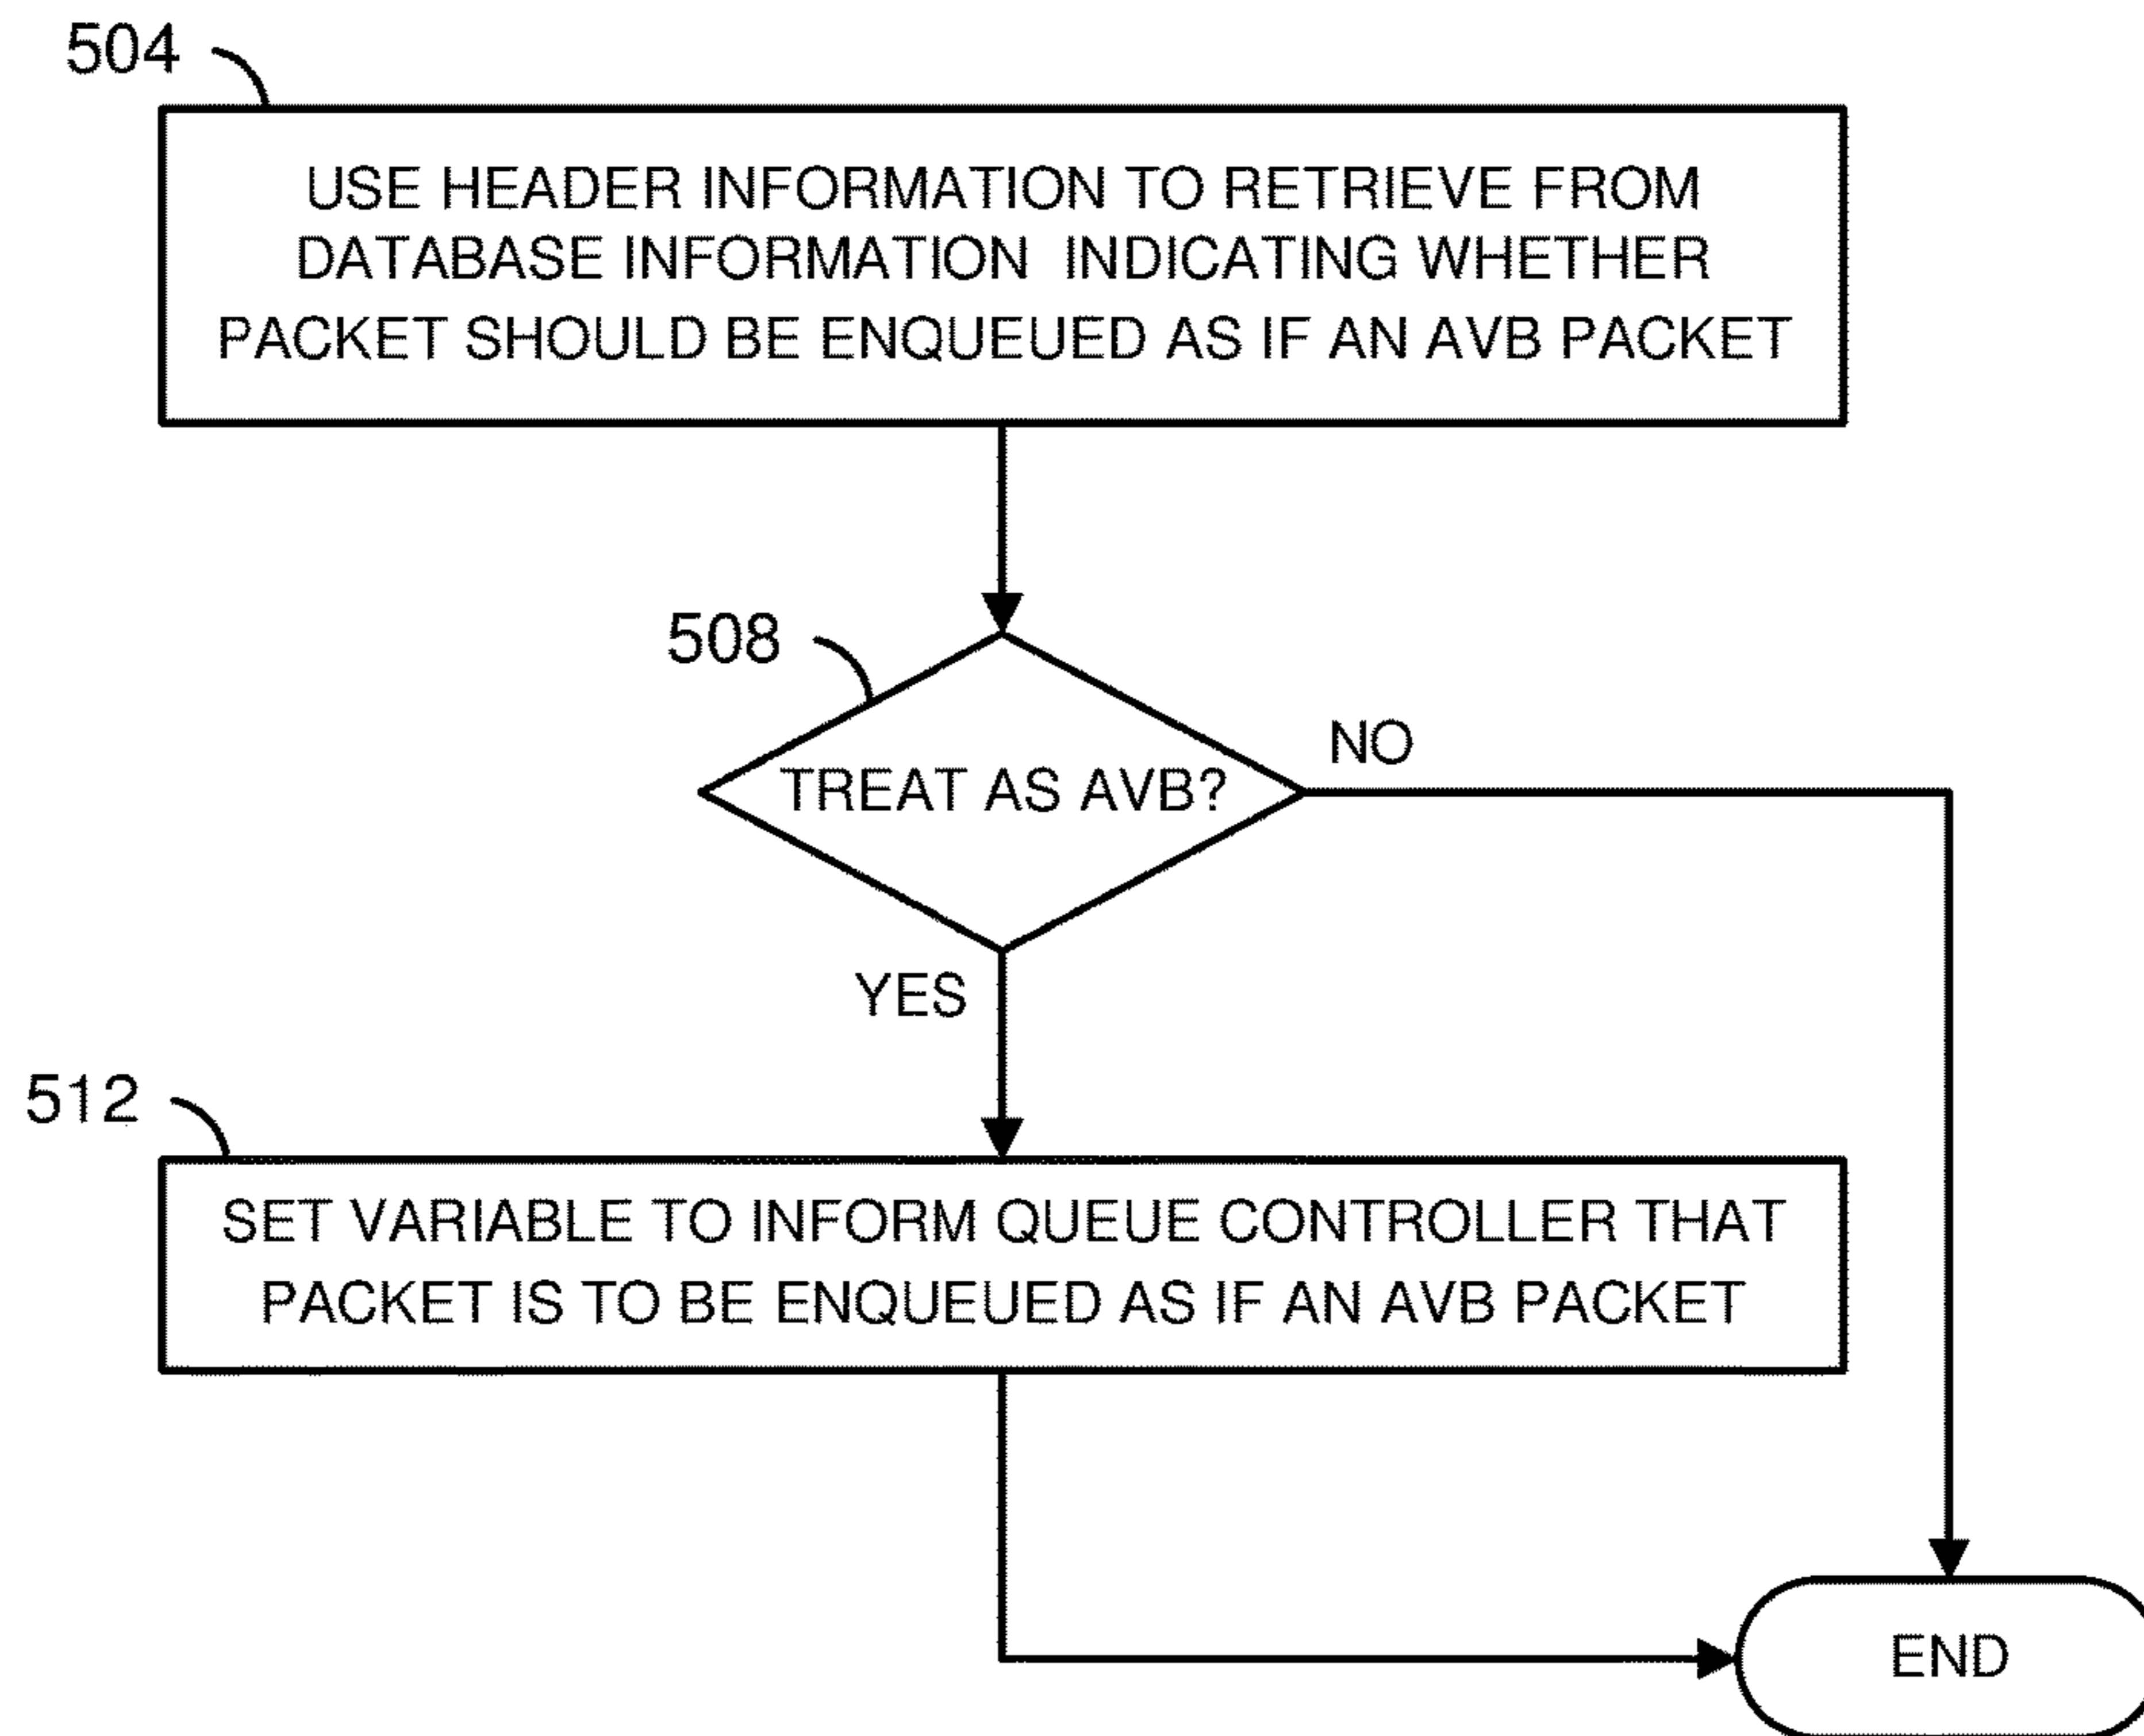 504
USE HEADER INFORMATION TO RETRIEVE FROM
DATABASE INFORMATION INDICATING WHETHER
PACKET SHOULD BE ENQUEUED AS IF AN AVB PACKET
508
TREAT AS AVB?
NO
YES
512
SET VARIABLE TO INFORM QUEUE CONTROLLER THAT
PACKET IS TO BE ENQUEUED AS IF AN AVB PACKET
END